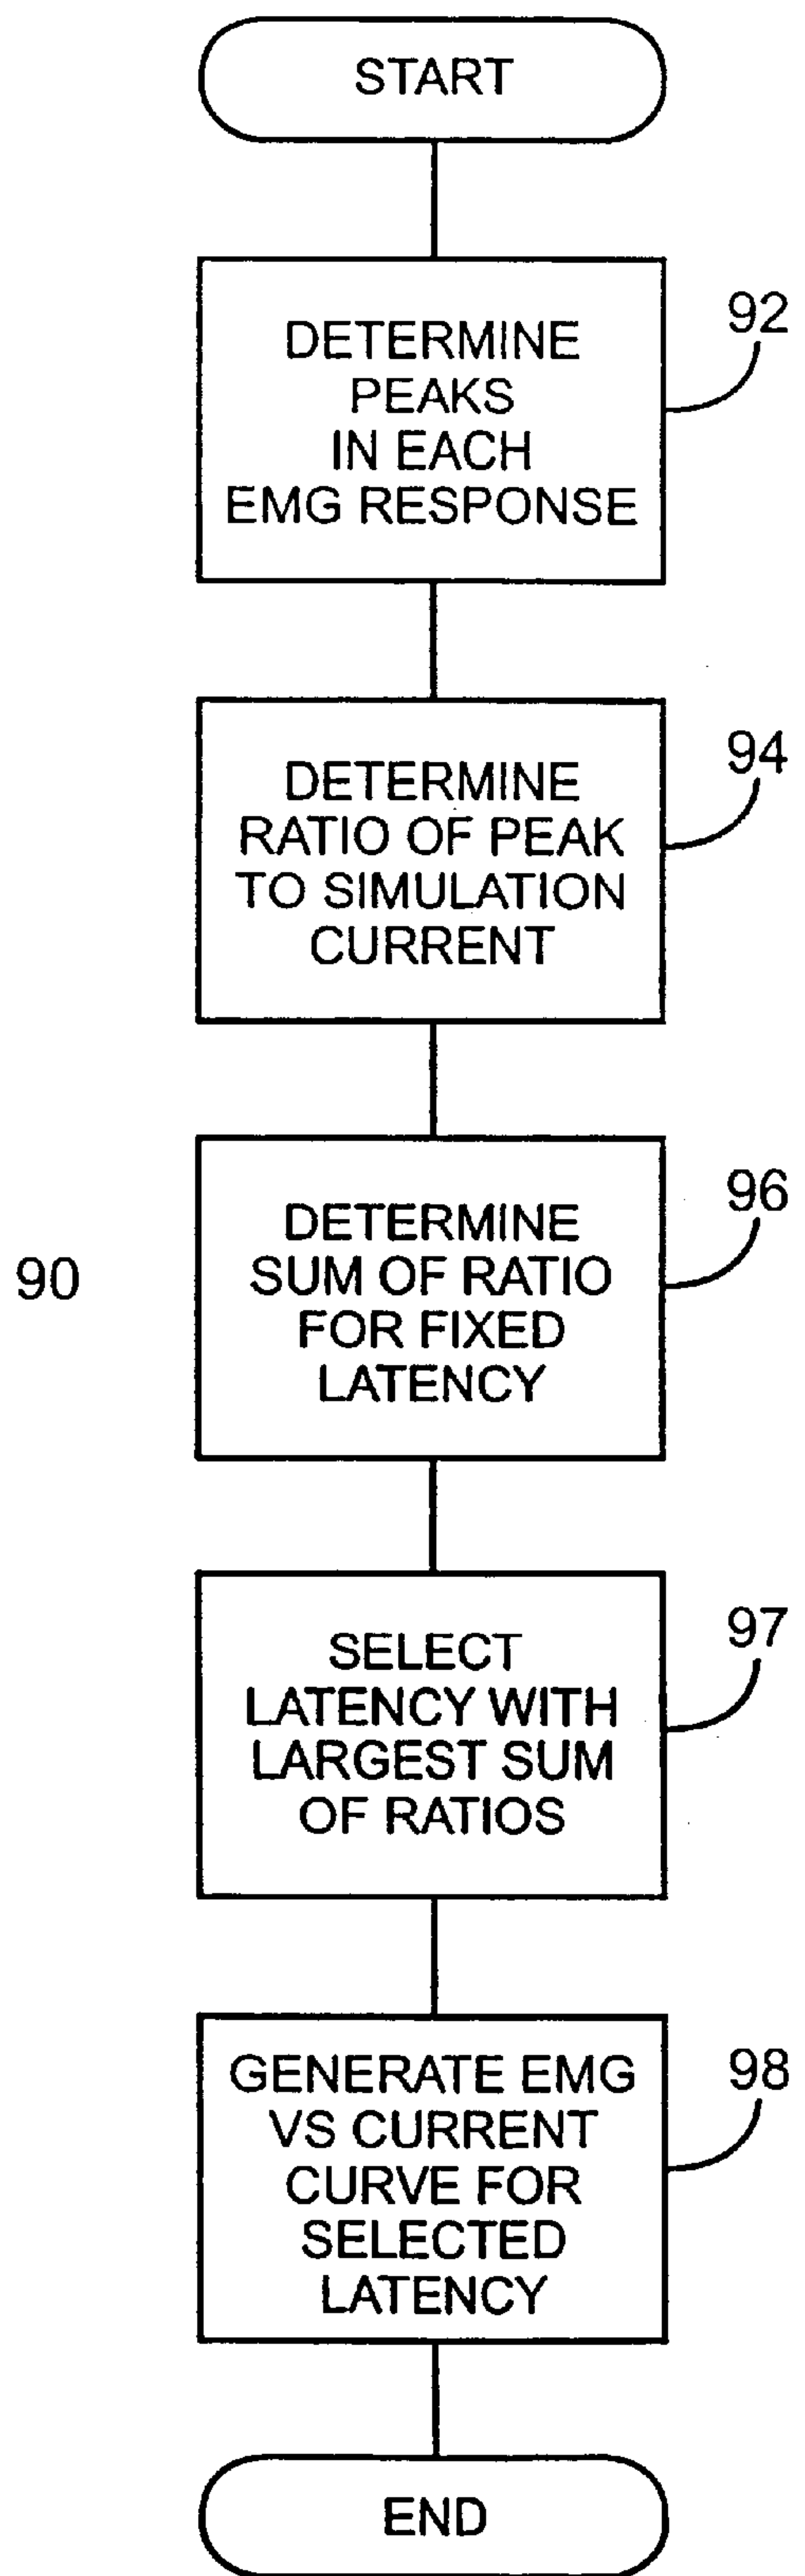 START
DETERMINE
PEAKS
IN EACH
EMG RESPONSE
92
DETERMINE
RATIO OF PEAK
TO SIMULATION
CURRENT
94
90
DETERMINE
SUM OF RATIO
FOR FIXED
LATENCY
96
SELECT
LATENCY WITH
LARGEST SUM
OF RATIOS
97
GENERATE EMG
VS CURRENT
CURVE FOR
SELECTED
LATENCY
98
END